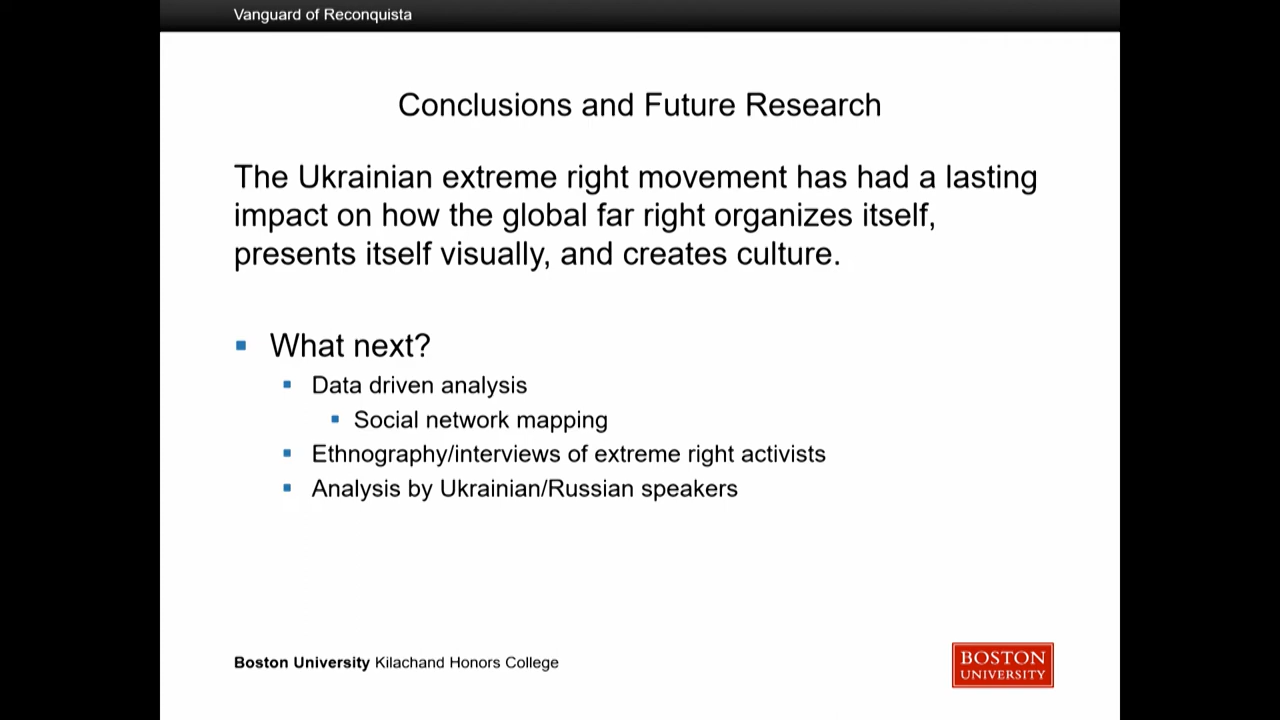 Vanguard of Reconquista
Conclusions and Future Research
The Ukrainian extreme right movement has had a lasting
impact on how the global far right organizes itself,
presents itself visually, and creates culture.
What next?
Data driven analysis
Social network mapping
Ethnography/interviews of extreme right activists
Analysis by Ukrainian/Russian speakers
Boston University Kilachand Honors College
BOSTON
UNIVERSITY